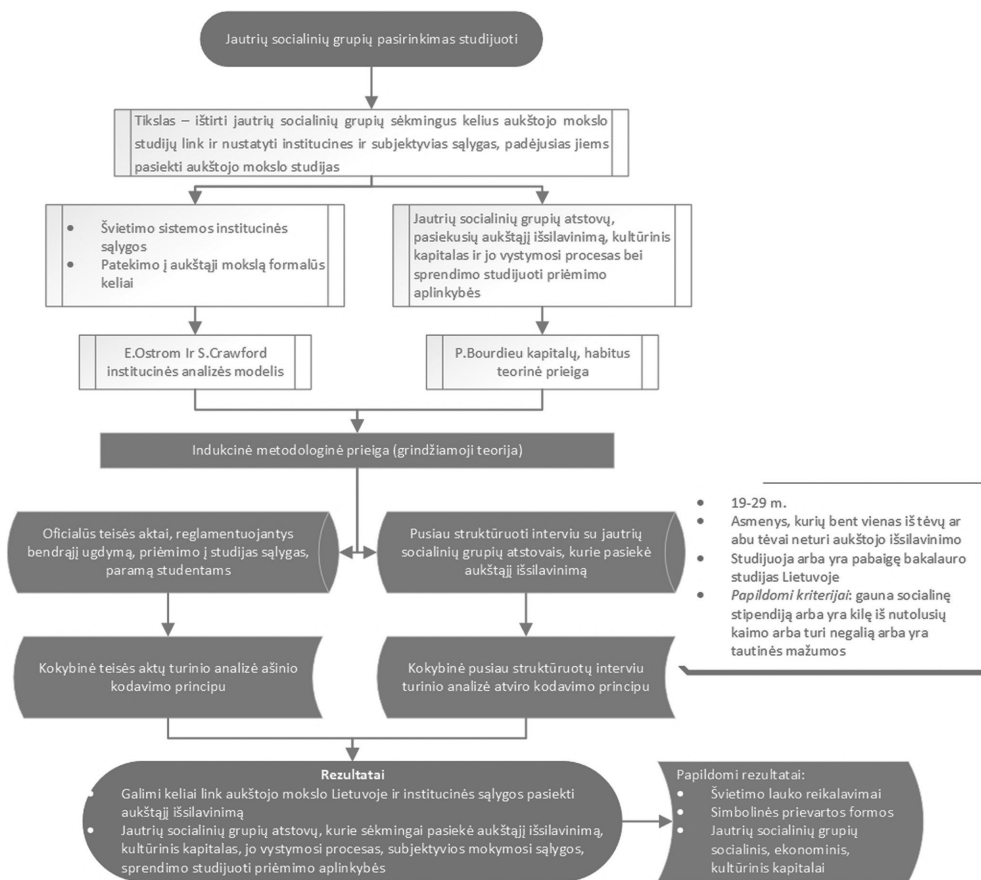 Jautrių socialinių grupių pasirinkimas studijuoti
Tikslas – ištirti jautrių socialinių grupių sėkmingus kelius aukštojo mokslo
studijų link ir nustatyti institucines ir subjektyvias sąlygas, padėjusias jiems
pasiekti aukštojo mokslo studijas
• Švietimo sistemos institucinės
sąlygos
• Patekimo į aukštąjį mokslą formalūs
keliai
Jautrių socialinių grupių atstovų,
pasiekusių aukštąjį išsilavinimą, kultūrinis
kapitalas ir jo vystymosi procesas bei
sprendimo studijuoti priėmimo
aplinkybės
E.Ostrom Ir S.Crawford
institucinės analizės modelis
P.Bourdieu kapitalų, habitus
teorinė prieiga
Indukcinė metodologinė prieiga (grindžiamoji teorija)
Oficialūs teisės aktai, reglamentuojantys
bendrąjį ugdymą, priėmimo į studijas sąlygas,
paramą studentams
Pusiau struktūruoti interviu su jautrių
socialinių grupių atstovais, kurie pasiekė
aukštąjį išsilavinimą
• 19-29 m.
• Asmenys, kurių bent vienas iš tėvų ar
abu tėvai neturi aukštojo išsilavinimo
• Studijuoja arba yra pabaigę bakalauro
studijas Lietuvoje
• Papildomi kriterijai: gauna socialinę
stipendiją arba yra kilę iš nutolusių
kaimo arba turi negalią arba yra
tautinės mažumos
Kokybinė teisės aktų turinio analizė ašinio
kodavimo principu
Kokybinė pusiau struktūruotų interviu
turinio analizė atviro kodavimo principu
Rezultatai
• Galimi keliai link aukštojo mokslo Lietuvoje ir institucinės sąlygos pasiekti
aukštąjį išsilavinimą
• Jautrių socialinių grupių atstovų, kurie sėkmingai pasiekė aukštąjį išsilavinimą,
kultūrinis kapitalas, jo vystymosi procesas, subjektyvios mokymosi sąlygos,
sprendimo studijuoti priėmimo aplinkybės
Papildomi rezultatai:
• Švietimo lauko reikalavimai
• Simbolinės prievartos formos
• Jautrių socialinių grupių
socialinis, ekonominis,
kultūrinis kapitalai